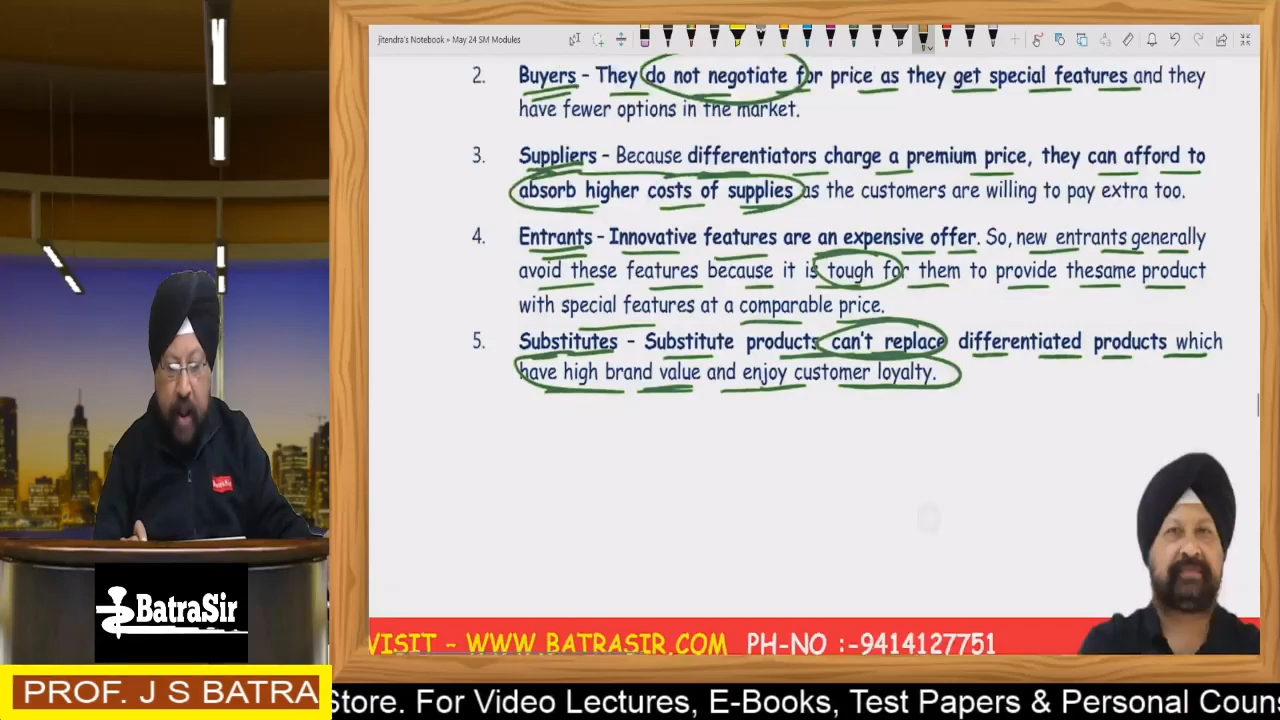 jitendra's Notebook » May 24 SM Modules
2. Buyers - They do not negotiate for price as they get special features and they
have fewer options in the market.
3. Suppliers - Because differentiators charge a premium price, they can afford to
absorb higher costs of supplies as the customers are willing to pay extra too.
4. Entrants - Innovative features are an expensive offer. So, new entrants generally
avoid these features because it is tough for them to provide thesame product
with special features at a comparable price.
5. Substitutes - Substitute products can't replace differentiated products which
have high brand value and enjoy customer loyalty.
BatraSir
VISIT - WWW.BATRASIR.COM PH-NO :-9414127751
PROF. J S BATRA
Store. For Video Lectures, E-Books, Test Papers & Personal Coun